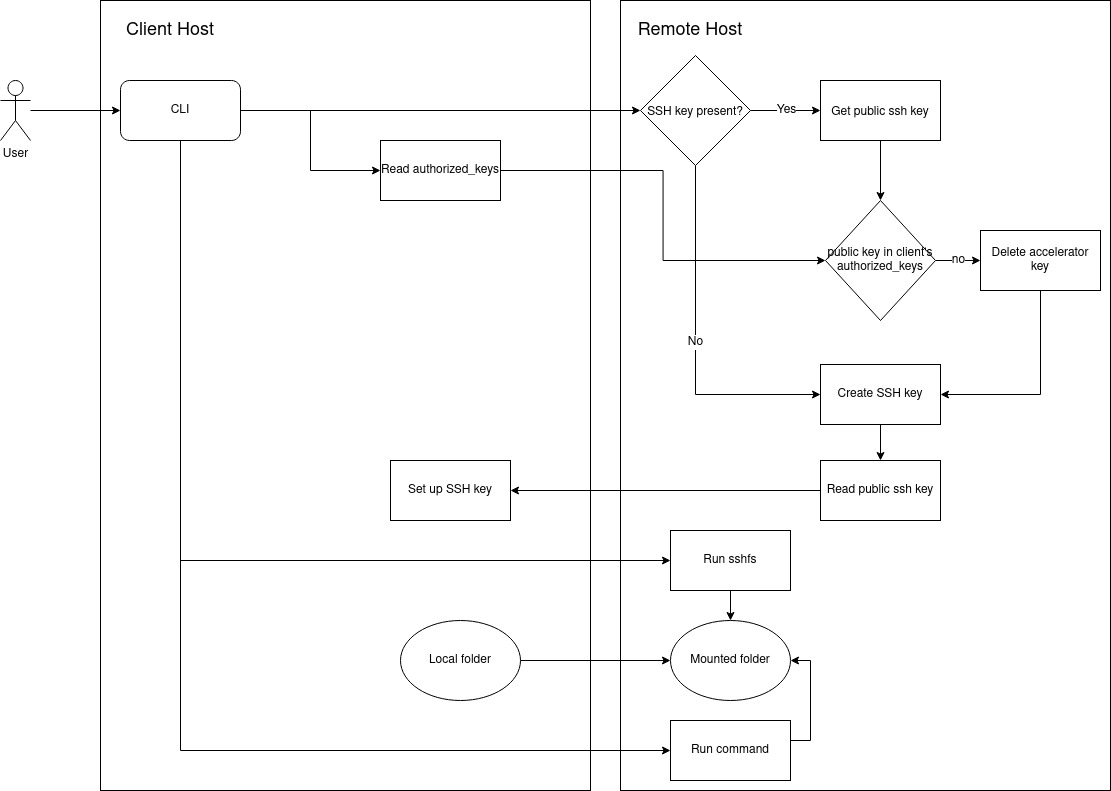 Client Host
Remote Host
User
CLI
SSH key present?
Yes
Get public ssh key
Read authorized_keys
public key in client's
authorized_keys
no
Delete accelerator
key
No
Create SSH key
Set up SSH key
Read public ssh key
Run sshfs
Local folder
Mounted folder
Run command